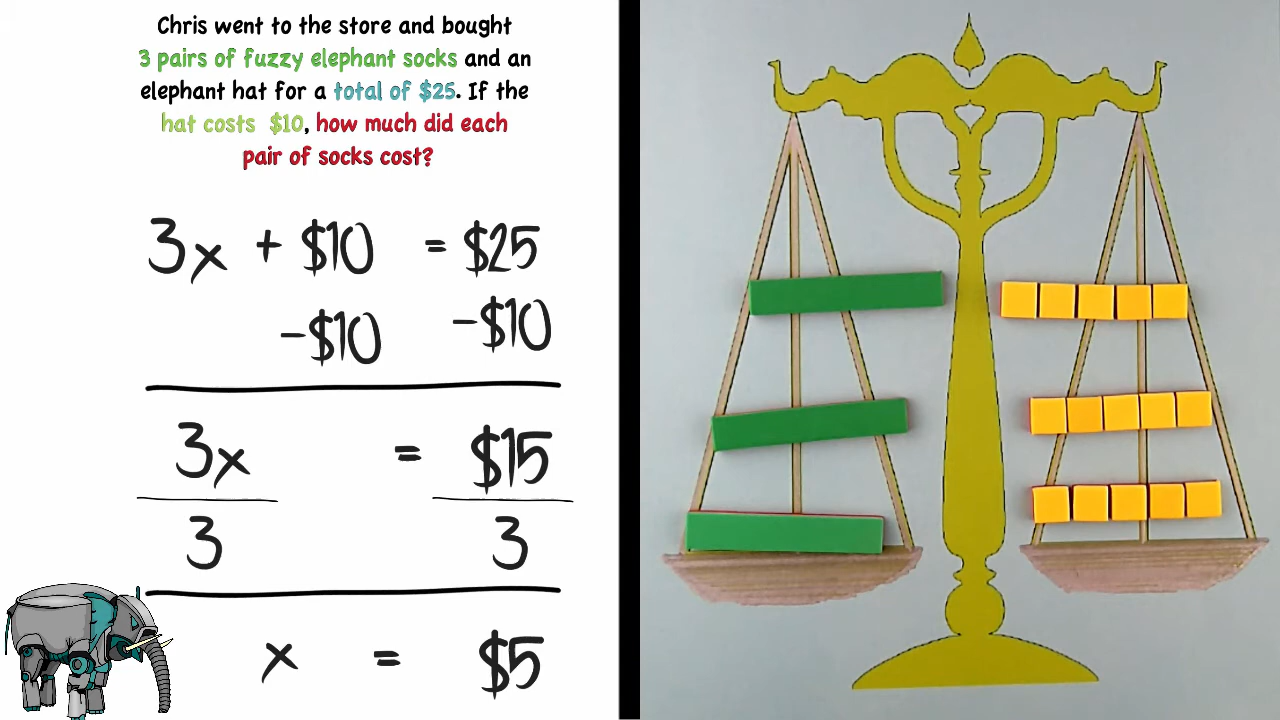 Chris went to the store and bought
3 pairs of fuzzy elephant socks and an
elephant hat for a total of $25. If the
hat costs $10, how much did each
pair of socks cost?
3x + $10 = $25
-$10 -$10
3x = $15
3 3
x = $5